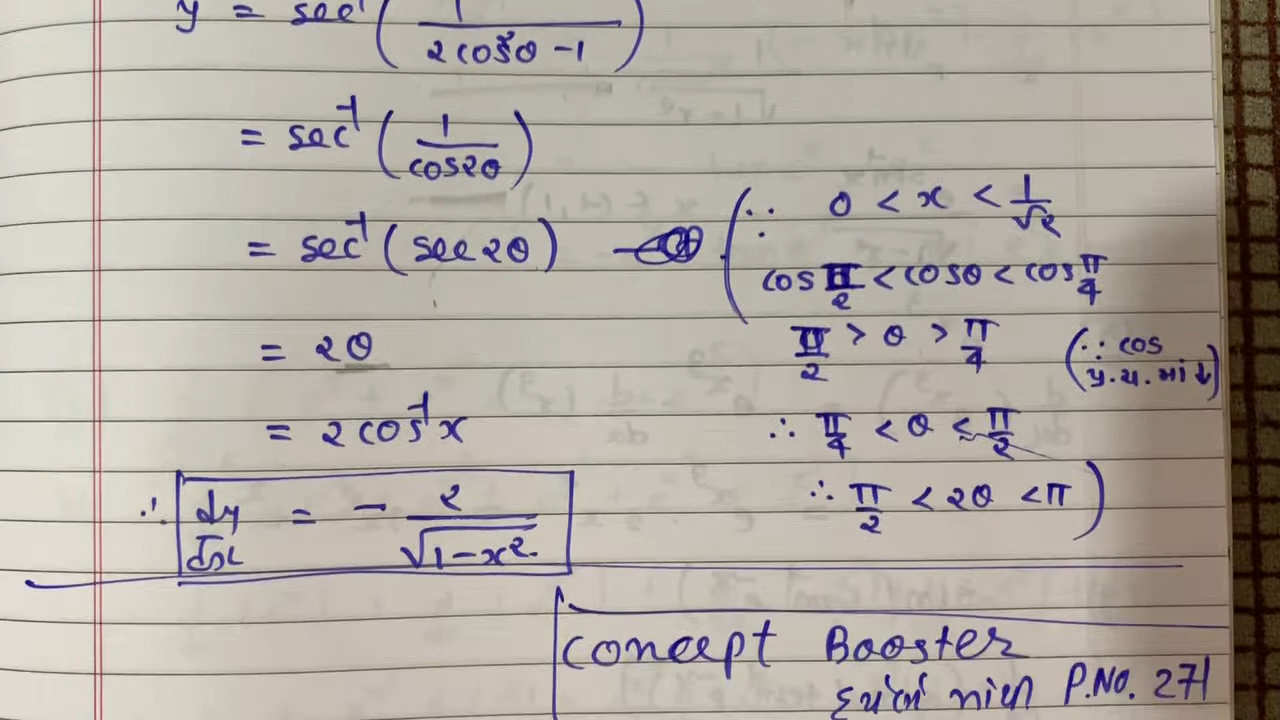 y = sec⁻¹ ( 1 / (2cos²θ - 1) )
= sec⁻¹ ( 1 / cos2θ )
= sec⁻¹ ( sec2θ )
= 2θ
= 2cos⁻¹x
∴ dy/dx = - 2/√(1-x²)
( ∵ 0 < x < 1/√2
cos π/2 < cosθ < cos π/4
π/2 > θ > π/4 ( ∵ cos
∴ π/4 < θ < π/2
∴ π/2 < 2θ < π )
Concept Booster
P.NO. 271